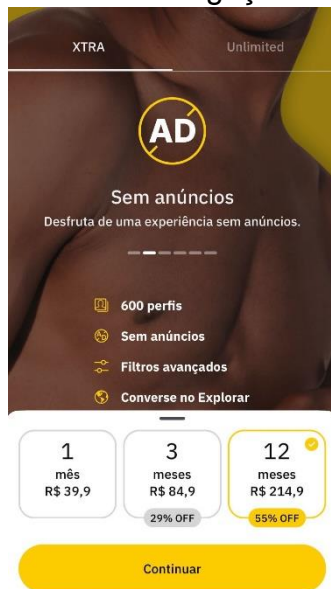 XTRA
Unlimited
AD
Sem anúncios
Desfruta de uma experiência sem anúncios.
600 perfis
Sem anúncios
Filtros avançados
Converse no Explorar
1
mês
R$ 39,9
3
meses
R$ 84,9
29% OFF
12
meses
R$ 214,9
55% OFF
Continuar